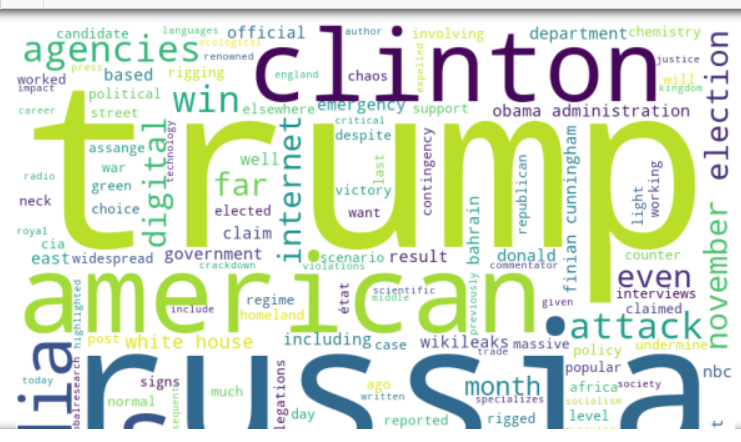 candidate languages official author involving department chemistry
agencies ecological renowned clinton justice
worked press based rigging england chaos expelled will kingdom
impact political win elsewhere emergency support obama administration election
career street trump critical
assange digital technology well internet despite last contingency republican finian cunningham light working
war far victory
radio green
neck choice elected want
royal claim
cia
east widespread government scenario result bahrain donald counter november
crackdown violations commentator
american regime état scientific middle previously given even
interviews
include homeland claimed
highlighted post white house including case wikileaks massive attack undermine
trade policy
russia popular nbc
today signs much ago month specializes africa society
globalresearch normal written socialism
day reported rigged level